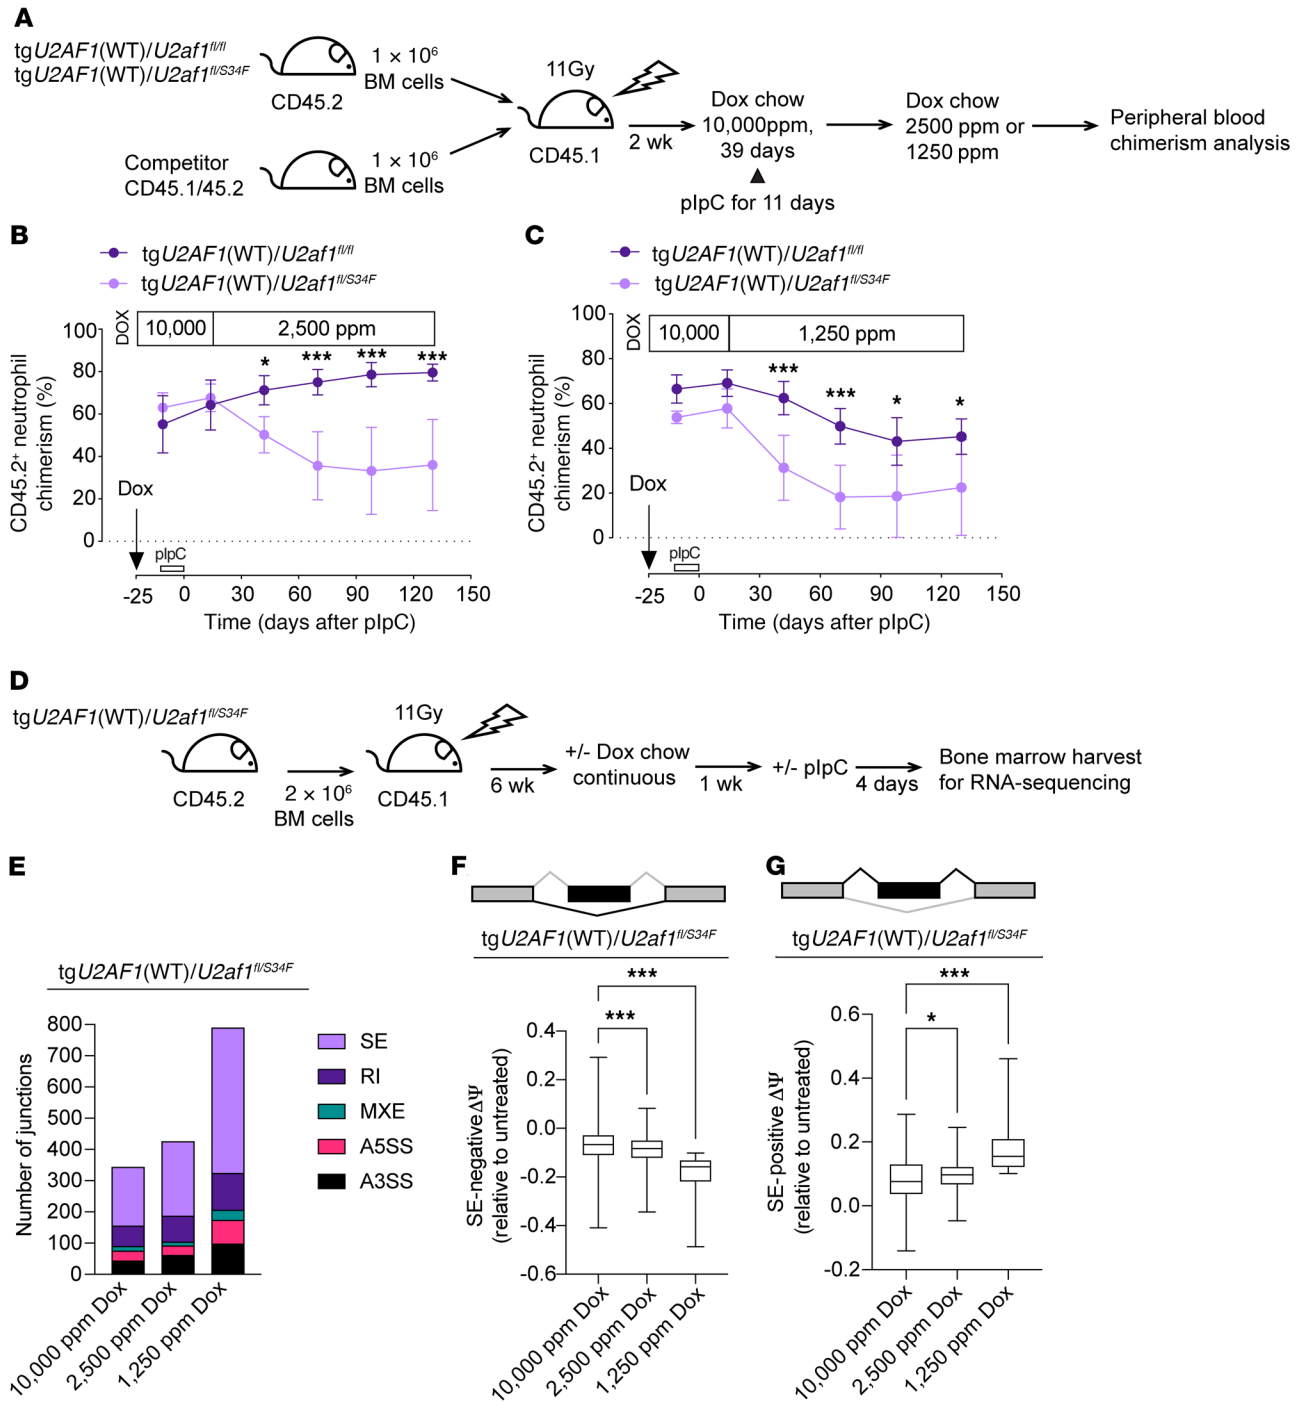 A
tgU2AF1(WT)/U2af1fl/fl
tgU2AF1(WT)/U2af1fl/S34F
CD45.2
1 × 10⁶
BM cells
Competitor
CD45.1/45.2
1 × 10⁶
BM cells
11Gy
CD45.1
2 wk
Dox chow
10,000ppm,
39 days
pIpC for 11 days
Dox chow
2500 ppm or
1250 ppm
Peripheral blood
chimerism analysis
B
tgU2AF1(WT)/U2af1fl/fl
tgU2AF1(WT)/U2af1fl/S34F
DOX
10,000
2,500 ppm
* *** *** ***
CD45.2⁺ neutrophil
chimerism (%)
100
80
60
40
20
0
Dox
pIpC
-25 0 30 60 90 120 150
Time (days after pIpC)
C
tgU2AF1(WT)/U2af1fl/fl
tgU2AF1(WT)/U2af1fl/S34F
DOX
10,000
1,250 ppm
*** *** * *
CD45.2⁺ neutrophil
chimerism (%)
100
80
60
40
20
0
Dox
pIpC
-25 0 30 60 90 120 150
Time (days after pIpC)
D
tgU2AF1(WT)/U2af1fl/S34F
CD45.2
2 × 10⁶
BM cells
11Gy
CD45.1
6 wk
+/- Dox chow
continuous
1 wk
+/- pIpC
4 days
Bone marrow harvest
for RNA-sequencing
E
tgU2AF1(WT)/U2af1fl/S34F
Number of junctions
800
700
600
500
400
300
200
100
0
10,000 ppm Dox
2,500 ppm Dox
1,250 ppm Dox
SE
RI
MXE
A5SS
A3SS
F
tgU2AF1(WT)/U2af1fl/S34F
***
***
SE-negative ΔΨ
(relative to untreated)
0.4
0.2
0.0
-0.2
-0.4
-0.6
10,000 ppm Dox
2,500 ppm Dox
1,250 ppm Dox
G
tgU2AF1(WT)/U2af1fl/S34F
***
*
SE-positive ΔΨ
(relative to untreated)
0.6
0.4
0.2
0.0
-0.2
10,000 ppm Dox
2,500 ppm Dox
1,250 ppm Dox